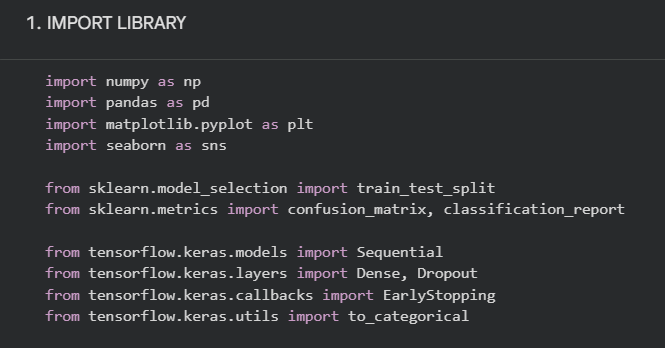 1. IMPORT LIBRARY
import numpy as np
import pandas as pd
import matplotlib.pyplot as plt
import seaborn as sns
from sklearn.model_selection import train_test_split
from sklearn.metrics import confusion_matrix, classification_report
from tensorflow.keras.models import Sequential
from tensorflow.keras.layers import Dense, Dropout
from tensorflow.keras.callbacks import EarlyStopping
from tensorflow.keras.utils import to_categorical